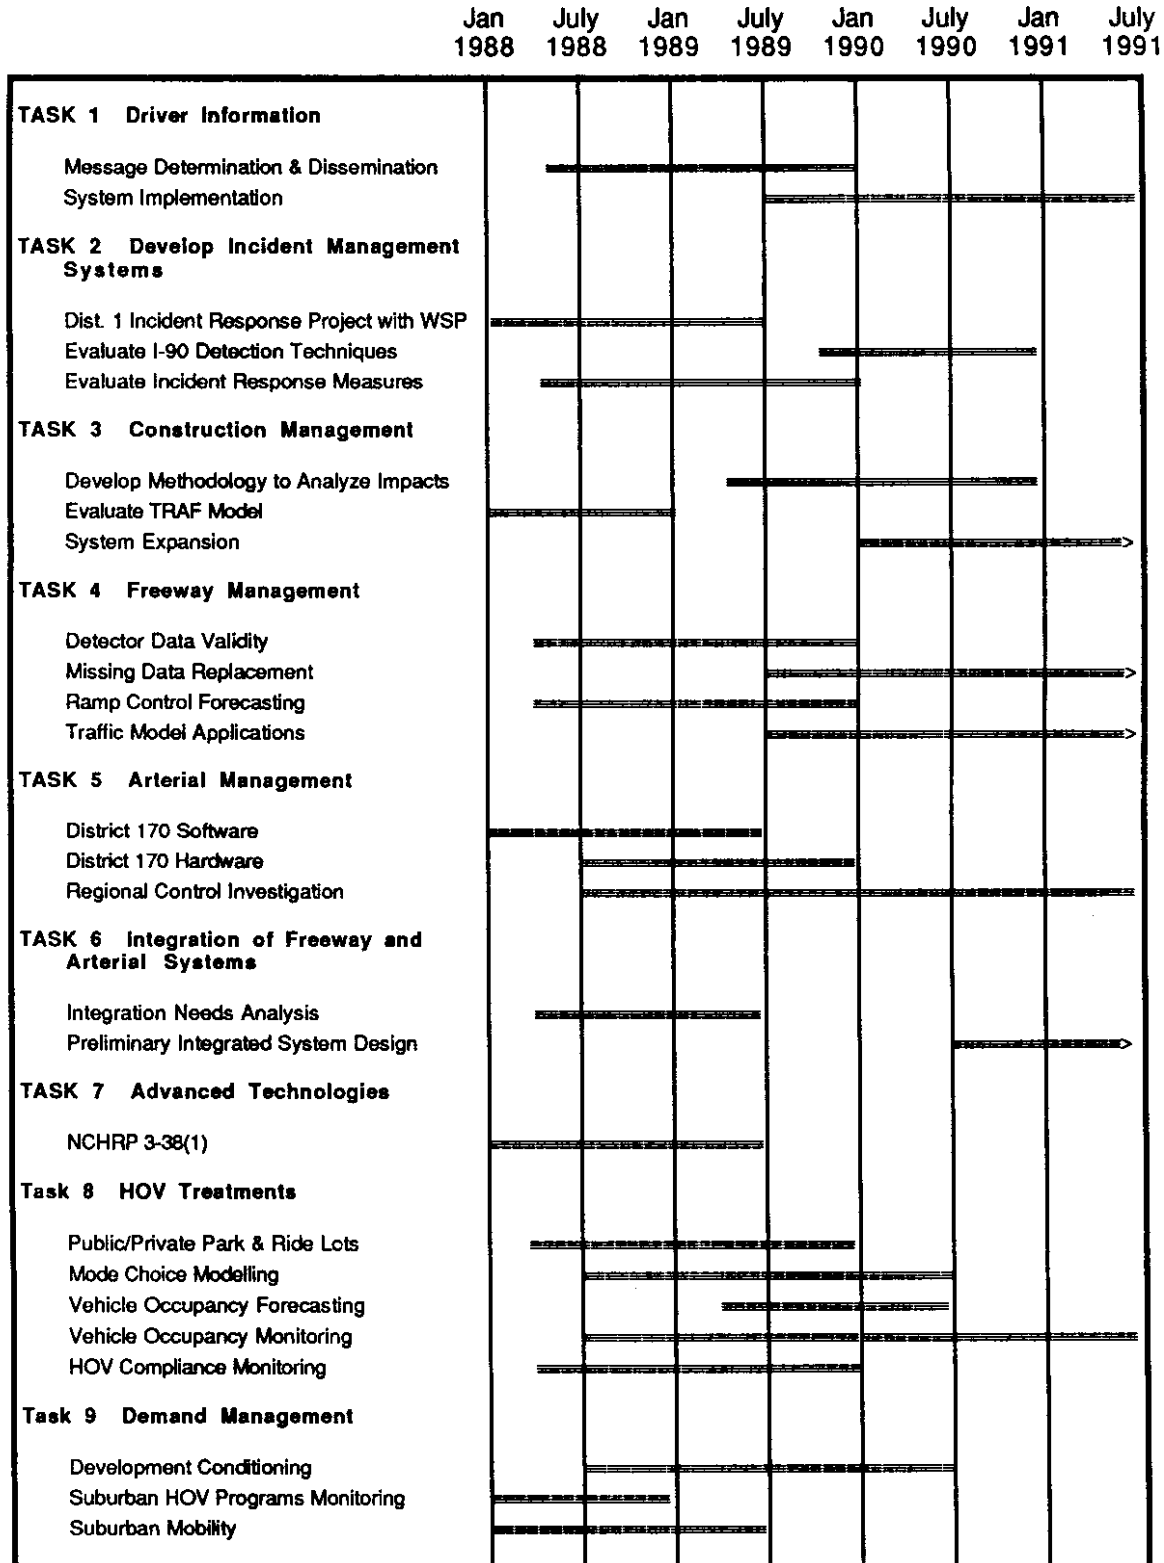 Jan July Jan July Jan July Jan July
1988 1988 1989 1989 1990 1990 1991 1991
TASK 1 Driver Information
Message Determination & Dissemination
System Implementation
TASK 2 Develop Incident Management
Systems
Dist. 1 Incident Response Project with WSP
Evaluate I-90 Detection Techniques
Evaluate Incident Response Measures
TASK 3 Construction Management
Develop Methodology to Analyze Impacts
Evaluate TRAF Model
System Expansion
TASK 4 Freeway Management
Detector Data Validity
Missing Data Replacement
Ramp Control Forecasting
Traffic Model Applications
TASK 5 Arterial Management
District 170 Software
District 170 Hardware
Regional Control Investigation
TASK 6 Integration of Freeway and
Arterial Systems
Integration Needs Analysis
Preliminary Integrated System Design
TASK 7 Advanced Technologies
NCHRP 3-38(1)
Task 8 HOV Treatments
Public/Private Park & Ride Lots
Mode Choice Modelling
Vehicle Occupancy Forecasting
Vehicle Occupancy Monitoring
HOV Compliance Monitoring
Task 9 Demand Management
Development Conditioning
Suburban HOV Programs Monitoring
Suburban Mobility